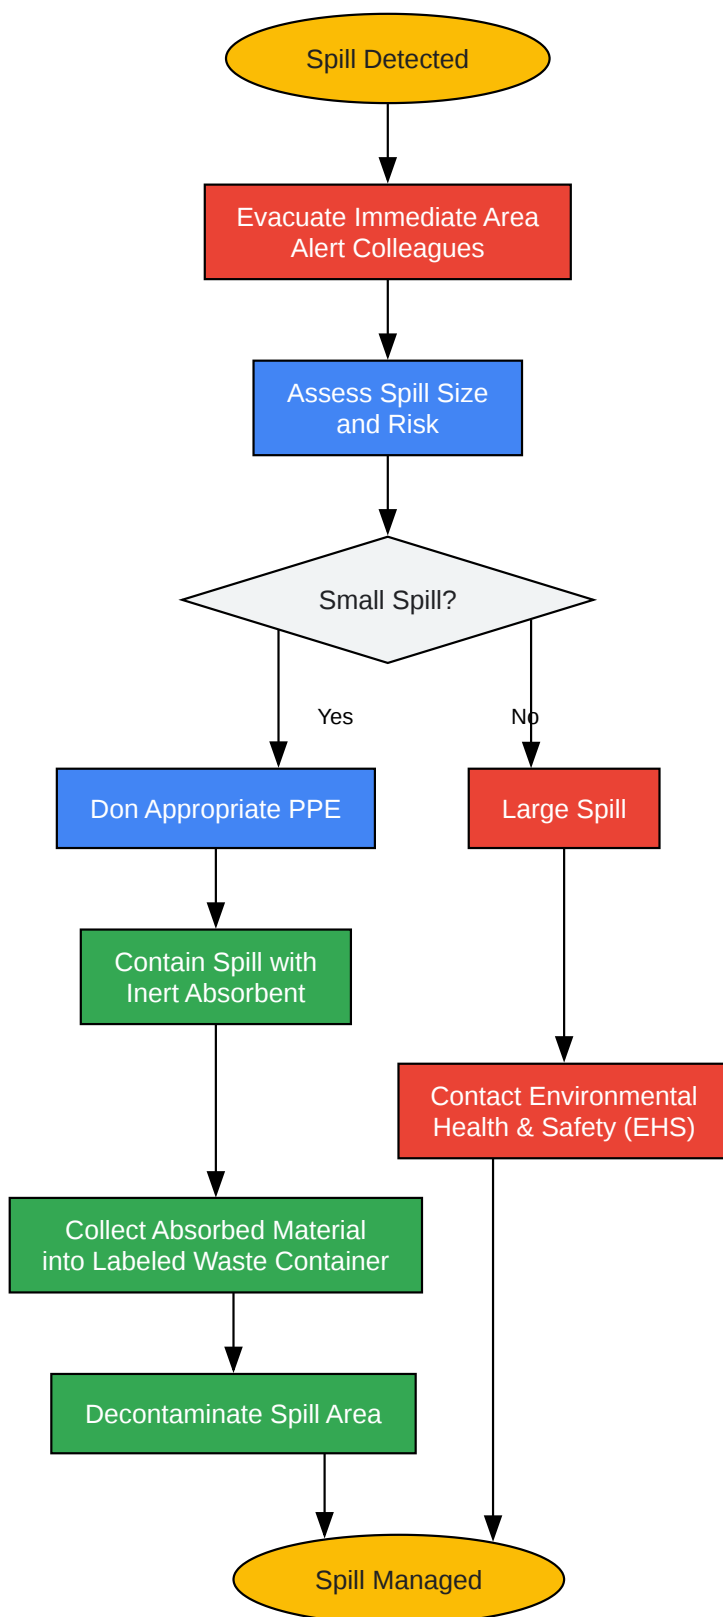 Spill Detected
Evacuate Immediate Area
Alert Colleagues
Assess Spill Size
and Risk
Small Spill?
Yes
No
Don Appropriate PPE
Large Spill
Contain Spill with
Inert Absorbent
Contact Environmental
Health & Safety (EHS)
Collect Absorbed Material
into Labeled Waste Container
Decontaminate Spill Area
Spill Managed